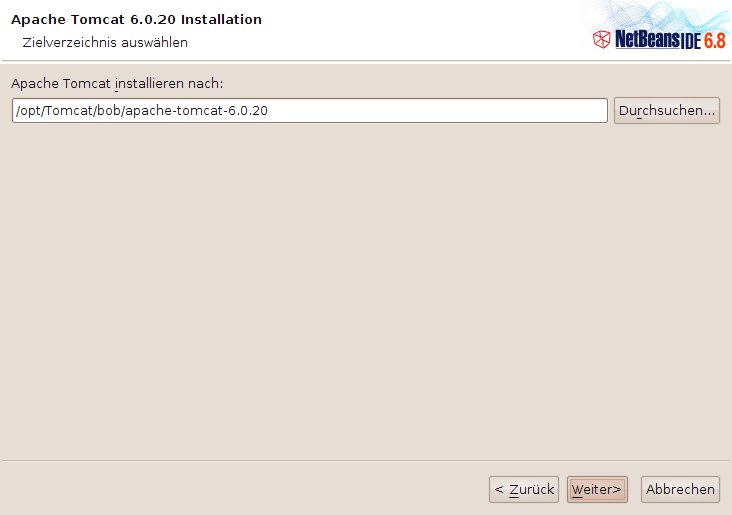 Apache Tomcat 6.0.20 Installation
Zielverzeichnis auswählen
NetBeans IDE 6.8
Apache Tomcat installieren nach:
/opt/Tomcat/bob/apache-tomcat-6.0.20
Durchsuchen...
< Zurück
Weiter>
Abbrechen